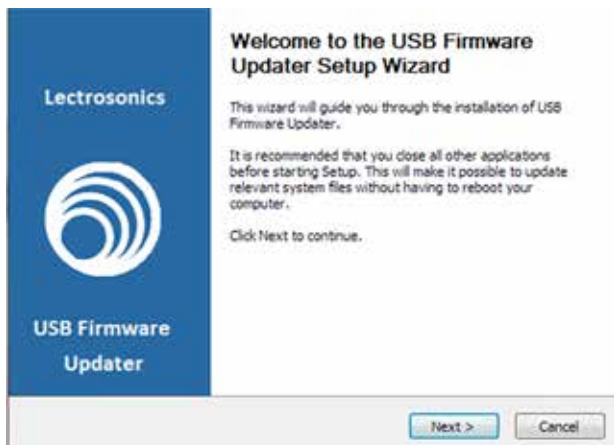 Lectrosonics
USB Firmware
Updater
Welcome to the USB Firmware
Updater Setup Wizard
This wizard will guide you through the installation of USB
Firmware Updater.
It is recommended that you close all other applications
before starting Setup. This will make it possible to update
relevant system files without having to reboot your
computer.
Click Next to continue.
Next >
Cancel